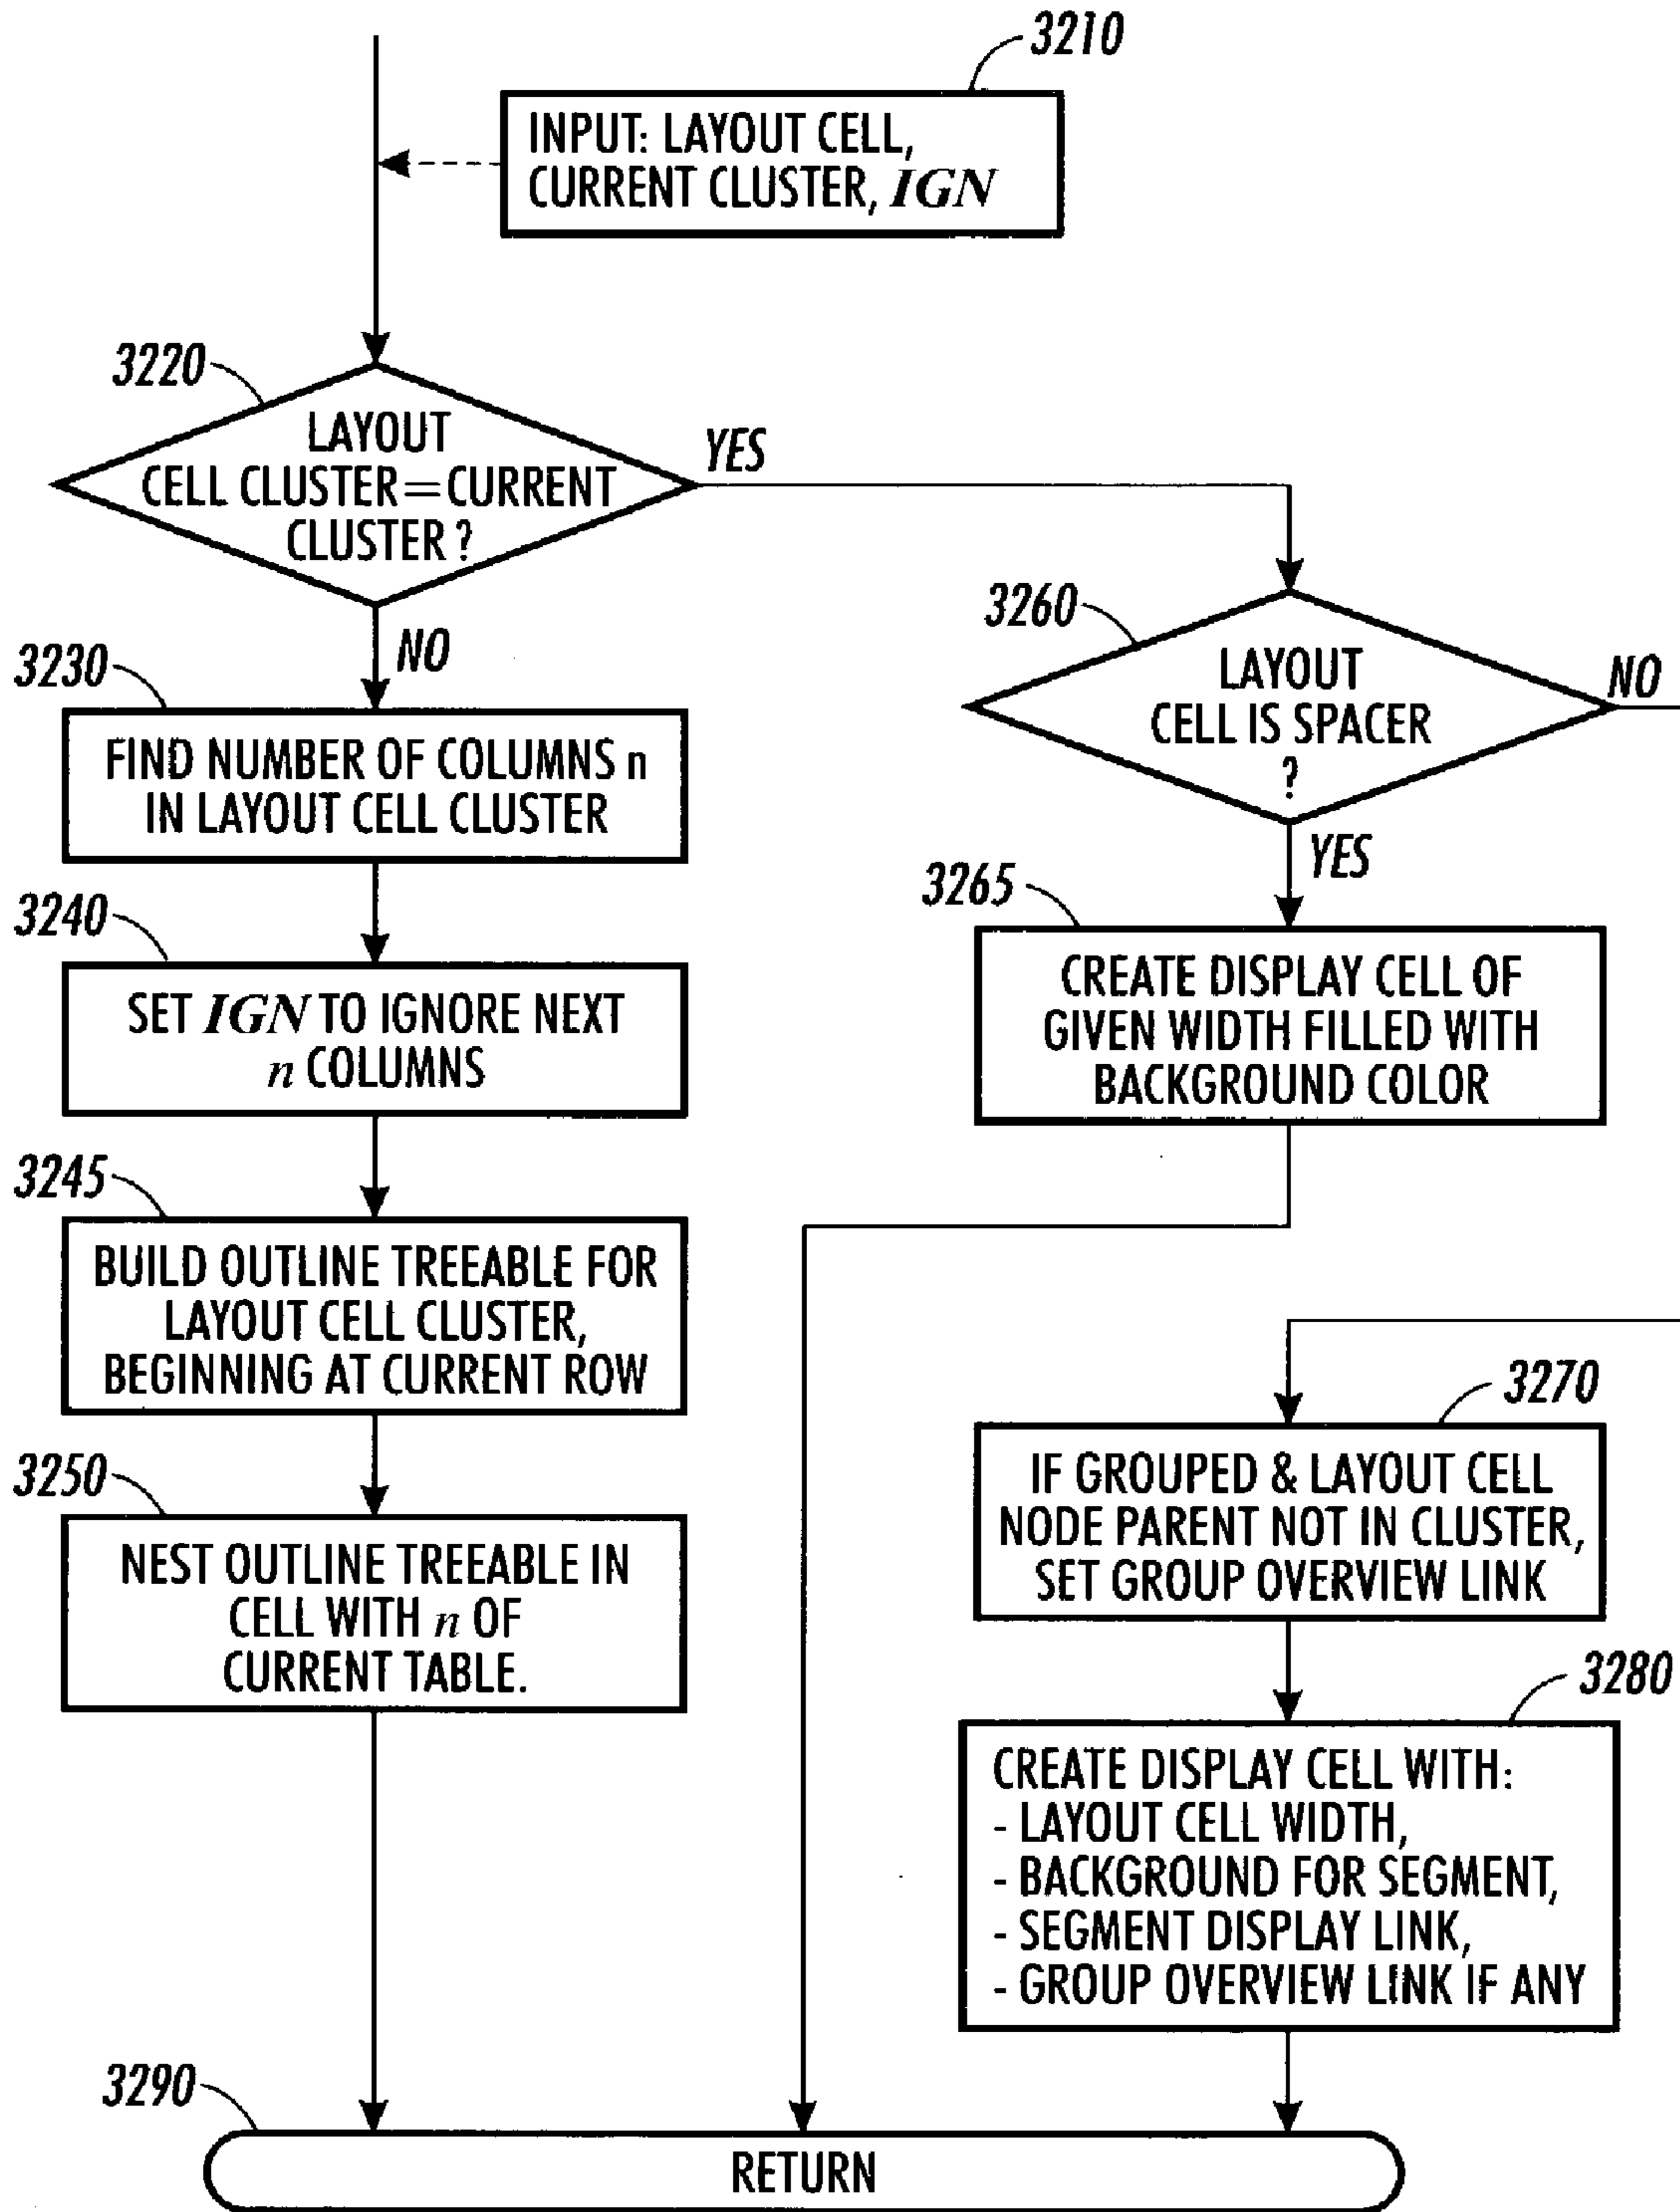 3210
INPUT: LAYOUT CELL,
CURRENT CLUSTER, IGN
3220
LAYOUT
CELL CLUSTER=CURRENT
CLUSTER?
YES
NO
3230
FIND NUMBER OF COLUMNS n
IN LAYOUT CELL CLUSTER
3240
SET IGN TO IGNORE NEXT
n COLUMNS
3245
BUILD OUTLINE TREEABLE FOR
LAYOUT CELL CLUSTER,
BEGINNING AT CURRENT ROW
3250
NEST OUTLINE TREEABLE IN
CELL WITH n OF
CURRENT TABLE.
3260
LAYOUT
CELL IS SPACER
?
NO
YES
3265
CREATE DISPLAY CELL OF
GIVEN WIDTH FILLED WITH
BACKGROUND COLOR
3270
IF GROUPED & LAYOUT CELL
NODE PARENT NOT IN CLUSTER,
SET GROUP OVERVIEW LINK
3280
CREATE DISPLAY CELL WITH:
- LAYOUT CELL WIDTH,
- BACKGROUND FOR SEGMENT,
- SEGMENT DISPLAY LINK,
- GROUP OVERVIEW LINK IF ANY
3290
RETURN